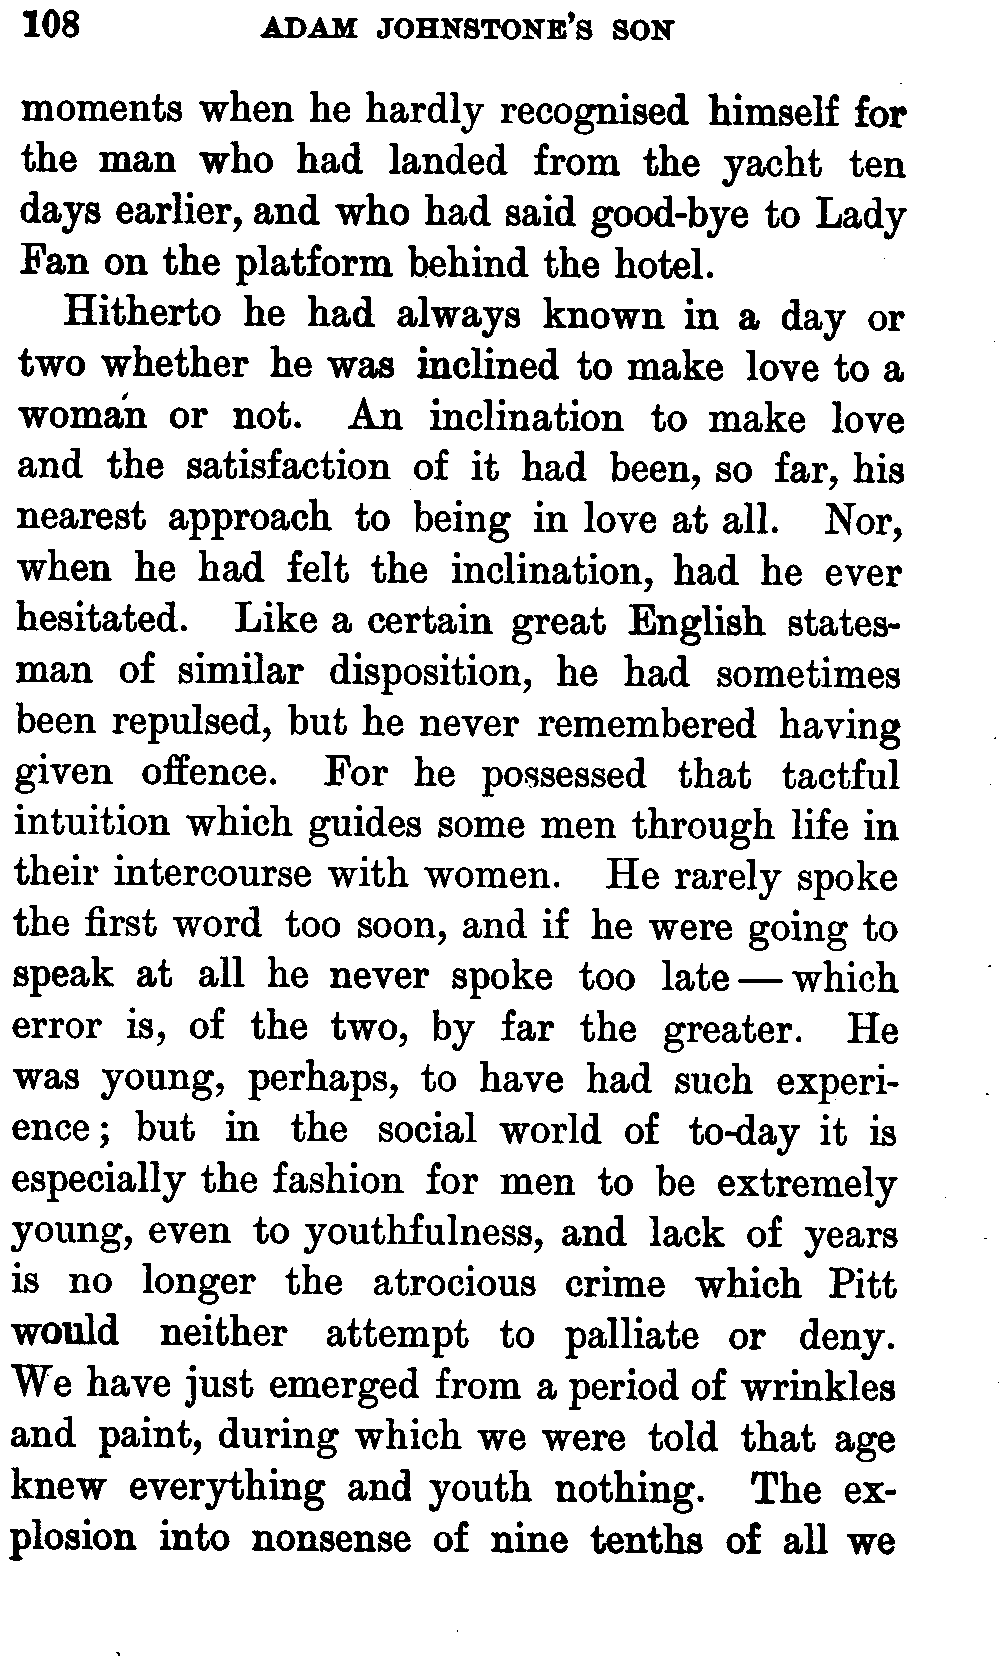 108 ADAM JOHNSTONE'S SON
moments when he hardly recognised himself for
the man who had landed from the yacht ten
days earlier, and who had said good-bye to Lady
Fan on the platform behind the hotel.
Hitherto he had always known in a day or
two whether he was inclined to make love to a
woman or not. An inclination to make love
and the satisfaction of it had been, so far, his
nearest approach to being in love at all. Nor,
when he had felt the inclination, had he ever
hesitated. Like a certain great English states-
man of similar disposition, he had sometimes
been repulsed, but he never remembered having
given offence. For he possessed that tactful
intuition which guides some men through life in
their intercourse with women. He rarely spoke
the first word too soon, and if he were going to
speak at all he never spoke too late — which
error is, of the two, by far the greater. He
was young, perhaps, to have had such experi-
ence; but in the social world of to-day it is
especially the fashion for men to be extremely
young, even to youthfulness, and lack of years
is no longer the atrocious crime which Pitt
would neither attempt to palliate or deny.
We have just emerged from a period of wrinkles
and paint, during which we were told that age
knew everything and youth nothing. The ex-
plosion into nonsense of nine tenths of all we